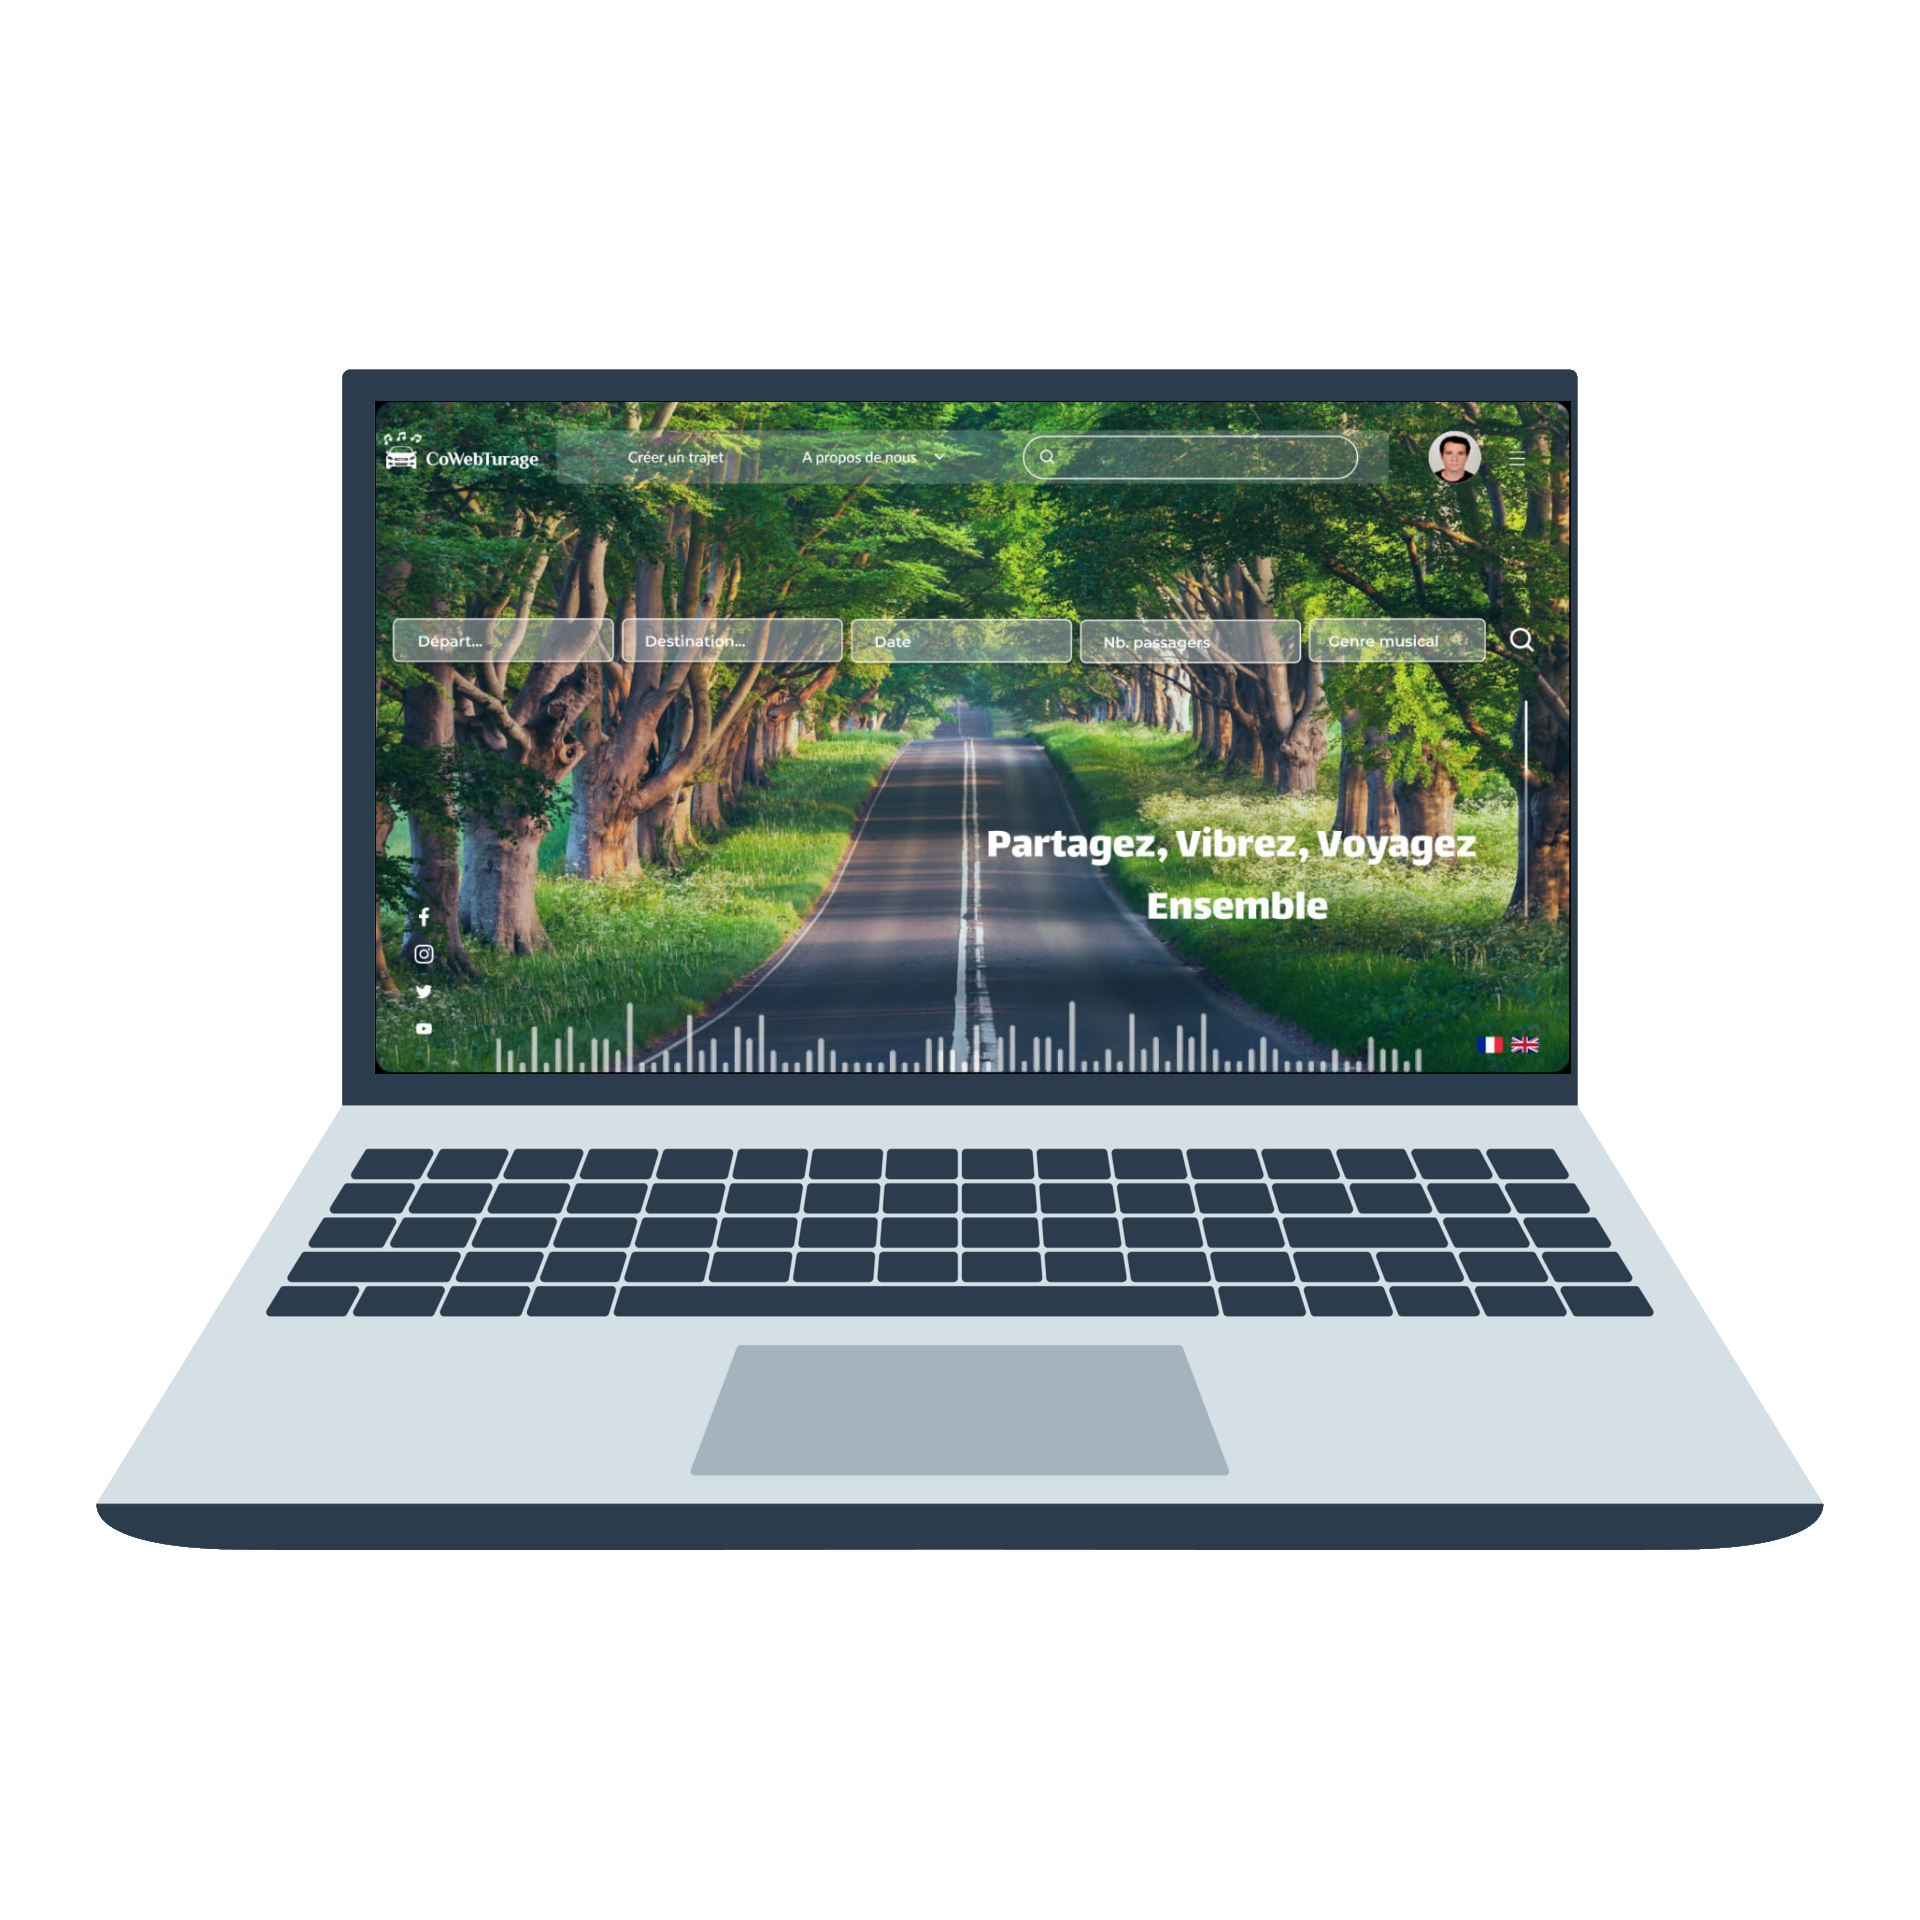 CoWebTurage
Créer un trajet
A propos de nous
Départ...
Destination...
Date
Nb. passagers
Genre musical
Partagez, Vibrez, Voyagez
Ensemble